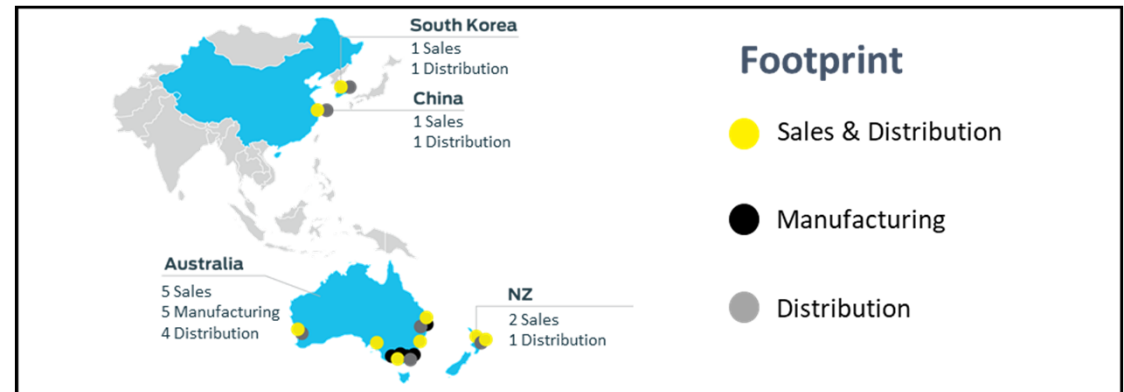 South Korea
1 Sales
1 Distribution
China
1 Sales
1 Distribution
Australia
5 Sales
5 Manufacturing
4 Distribution
NZ
2 Sales
1 Distribution
Footprint
Sales & Distribution
Manufacturing
Distribution